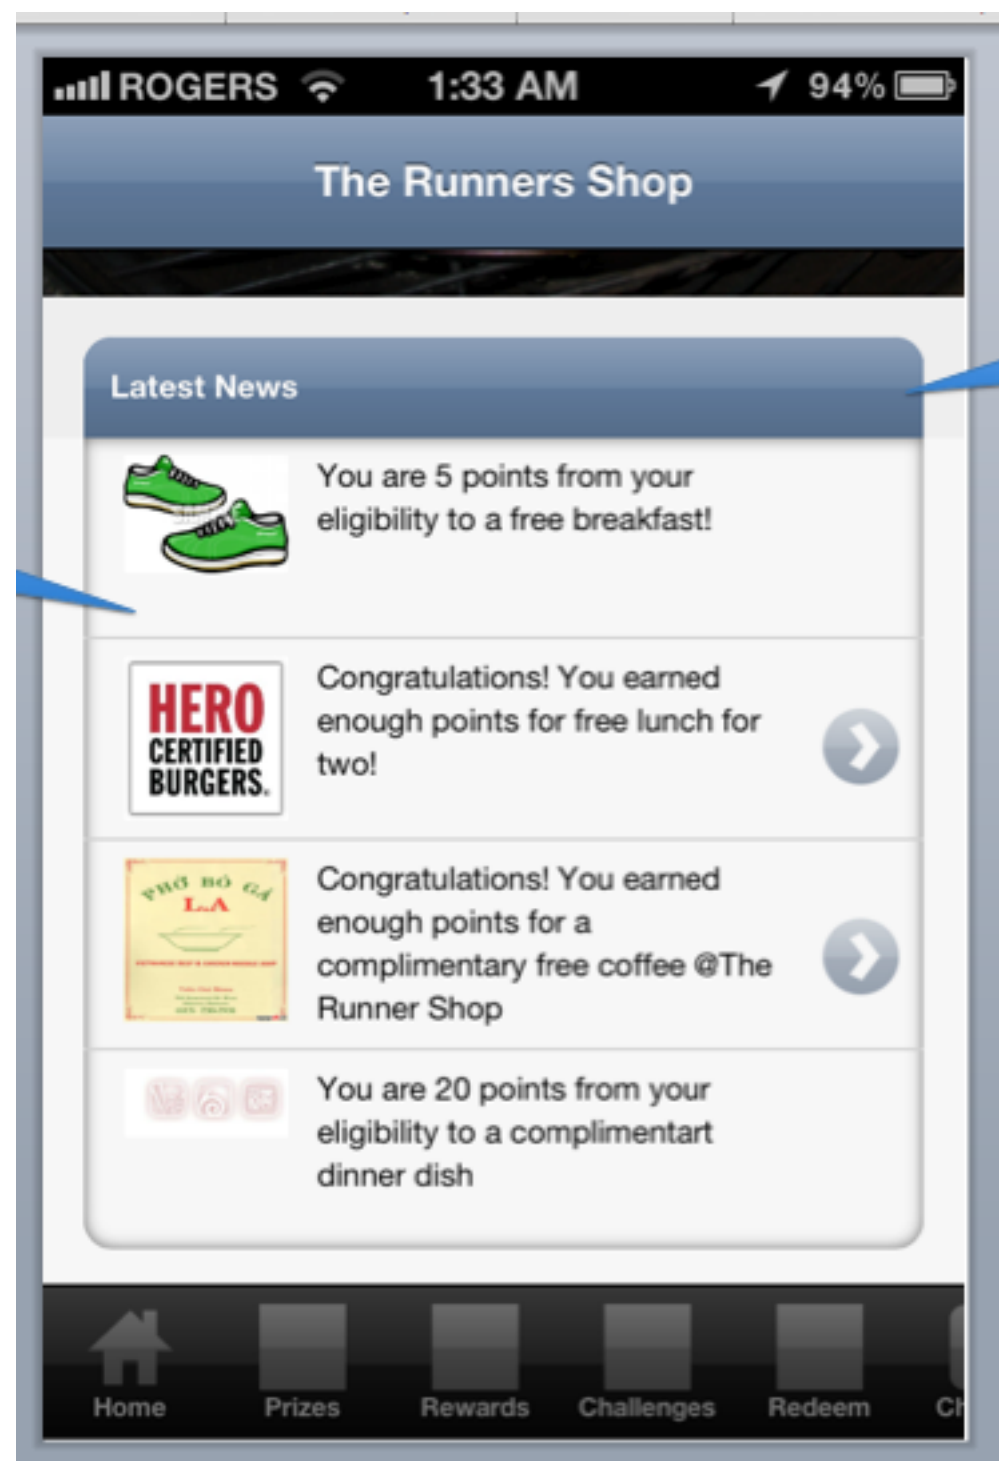 ROGERS 1:33 AM 94%
The Runners Shop
Latest News
You are 5 points from your
eligibility to a free breakfast!
HERO
CERTIFIED
BURGERS.
Congratulations! You earned
enough points for free lunch for
two!
PHỞ BÒ GÀ
L.A
Congratulations! You earned
enough points for a
complimentary free coffee @The
Runner Shop
You are 20 points from your
eligibility to a complimentart
dinner dish
Home Prizes Rewards Challenges Redeem